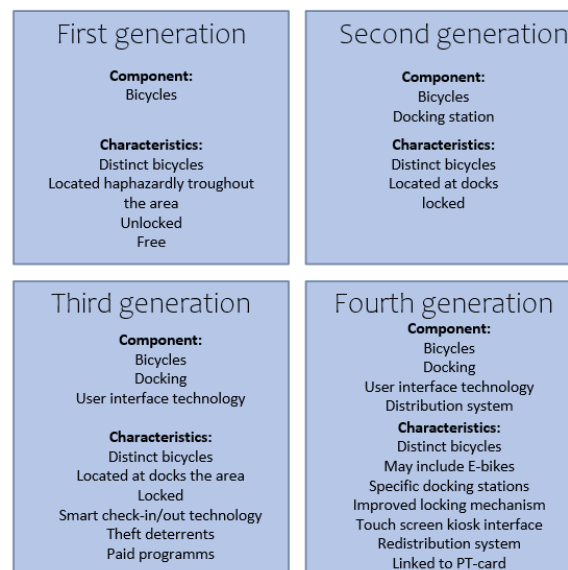 First generation
Component:
Bicycles
Characteristics:
Distinct bicycles
Located haphazardly troughout
the area
Unlocked
Free
Second generation
Component:
Bicycles
Docking station
Characteristics:
Distinct bicycles
Located at docks
locked
Third generation
Component:
Bicycles
Docking
User interface technology
Characteristics:
Distinct bicycles
Located at docks the area
Locked
Smart check-in/out technology
Theft deterrents
Paid programms
Fourth generation
Component:
Bicycles
Docking
User interface technology
Distribution system
Characteristics:
Distinct bicycles
May include E-bikes
Specific docking stations
Improved locking mechanism
Touch screen kiosk interface
Redistribution system
Linked to PT-card